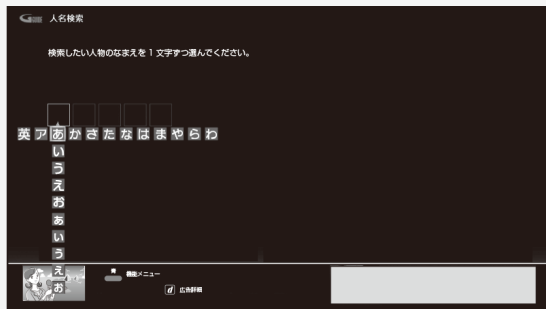 G 人名検索
検索したい人物のなまえを1文字ずつ選んでください。
英アあかさたなはまやらわ
い
う
え
お
ぁ
ぃ
ぅ
ぇ
ぉ
青
機能メニュー
d 広告詳細